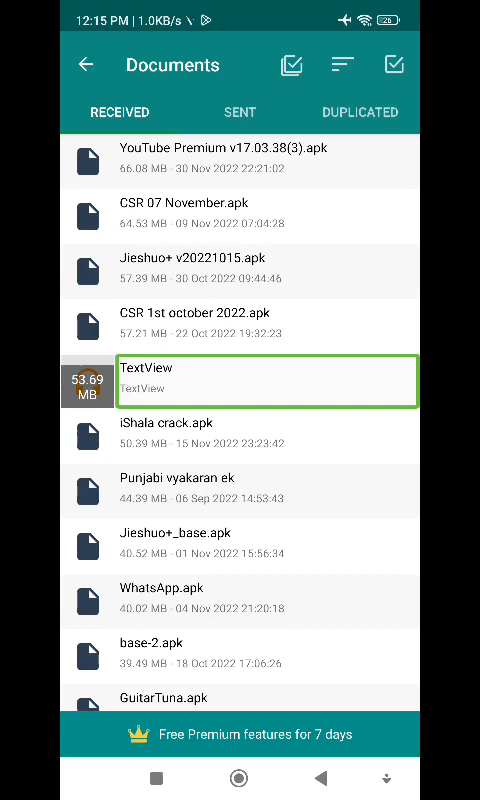 12:15 PM | 1.0KB/s
26
Documents
RECEIVED SENT DUPLICATED
YouTube Premium v17.03.38(3).apk
66.08 MB - 30 Nov 2022 22:21:02
CSR 07 November.apk
64.53 MB - 09 Nov 2022 07:04:28
Jieshuo+ v20221015.apk
57.39 MB - 30 Oct 2022 09:44:46
CSR 1st october 2022.apk
57.21 MB - 22 Oct 2022 19:32:23
TextView
53.69
MB
TextView
iShala crack.apk
50.39 MB - 15 Nov 2022 23:23:42
Punjabi vyakaran ek
44.39 MB - 06 Sep 2022 14:53:43
Jieshuo+_base.apk
40.52 MB - 01 Nov 2022 15:56:34
WhatsApp.apk
40.02 MB - 04 Nov 2022 21:20:18
base-2.apk
39.49 MB - 18 Oct 2022 17:06:26
GuitarTuna.apk
Free Premium features for 7 days